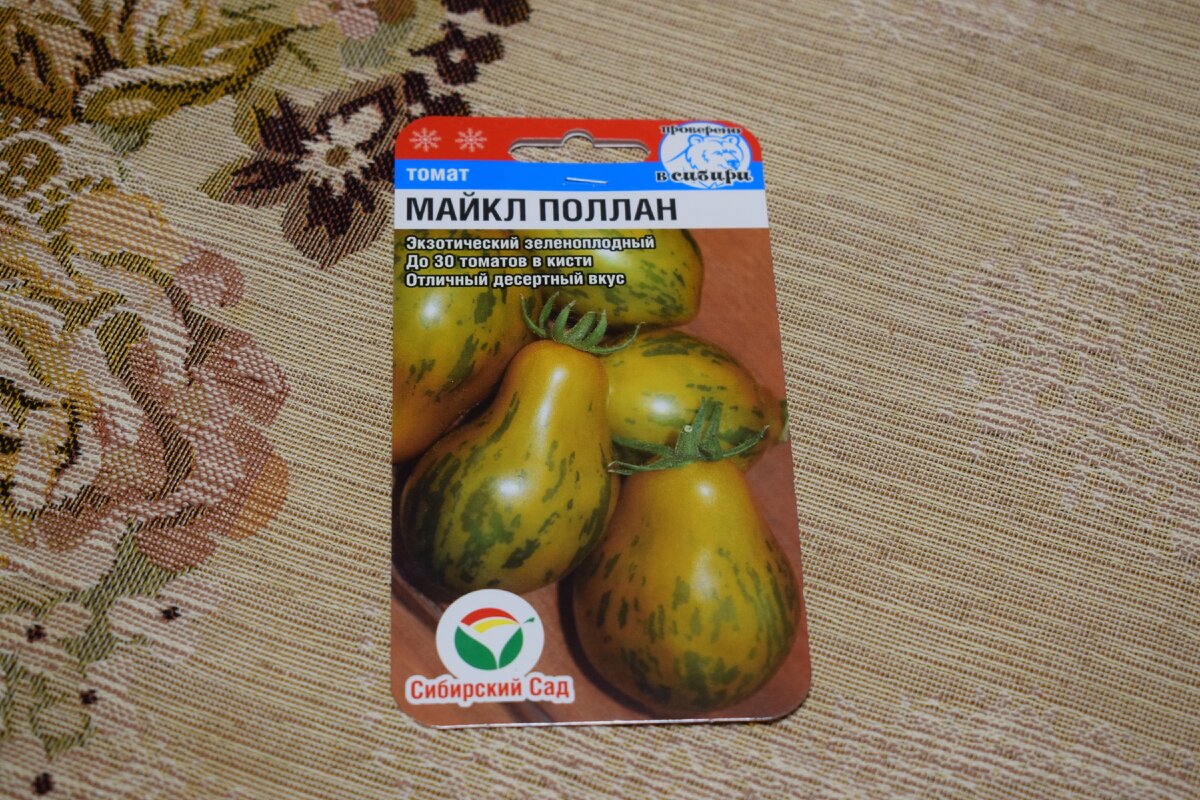 проверено
в сибири
томат
МАЙКЛ ПОЛЛАН
Экзотический зеленоплодный
До 30 томатов в кисти
Отличный десертный вкус
Сибирский Сад